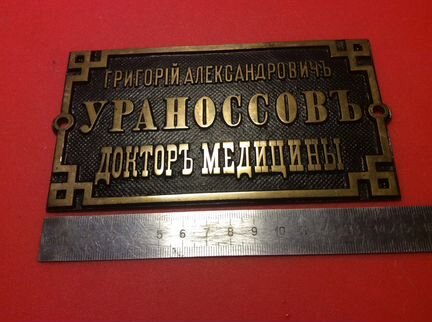 ГРИГОРІЙ АЛЕКСАНДРОВИЧЪ
УРАНОССОВЪ
ДОКТОРЪ МЕДИЦИНЫ
5 6 7 8 9 10